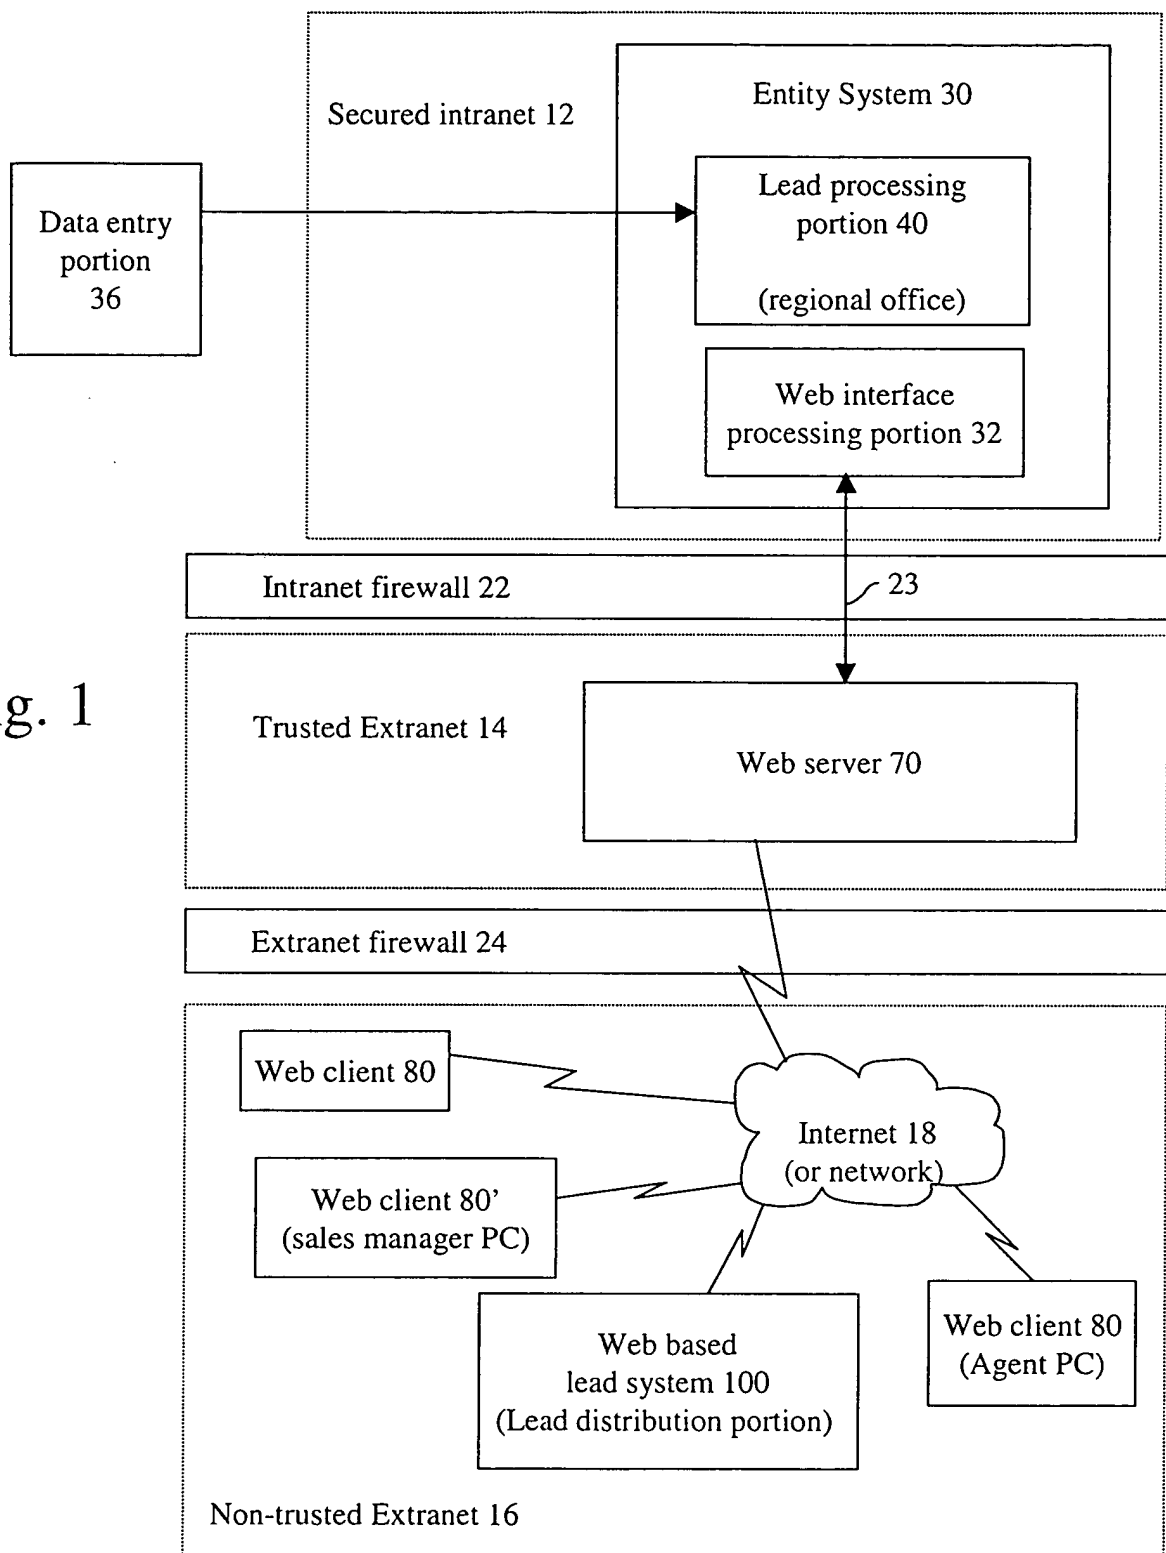 Entity System 30
Secured intranet 12
Lead processing
portion 40
(regional office)
Data entry
portion
36
Web interface
processing portion 32
Intranet firewall 22
23
g. 1
Trusted Extranet 14
Web server 70
Extranet firewall 24
Web client 80
Internet 18
(or network)
Web client 80’
(sales manager PC)
Web client 80
(Agent PC)
Web based
lead system 100
(Lead distribution portion)
Non-trusted Extranet 16